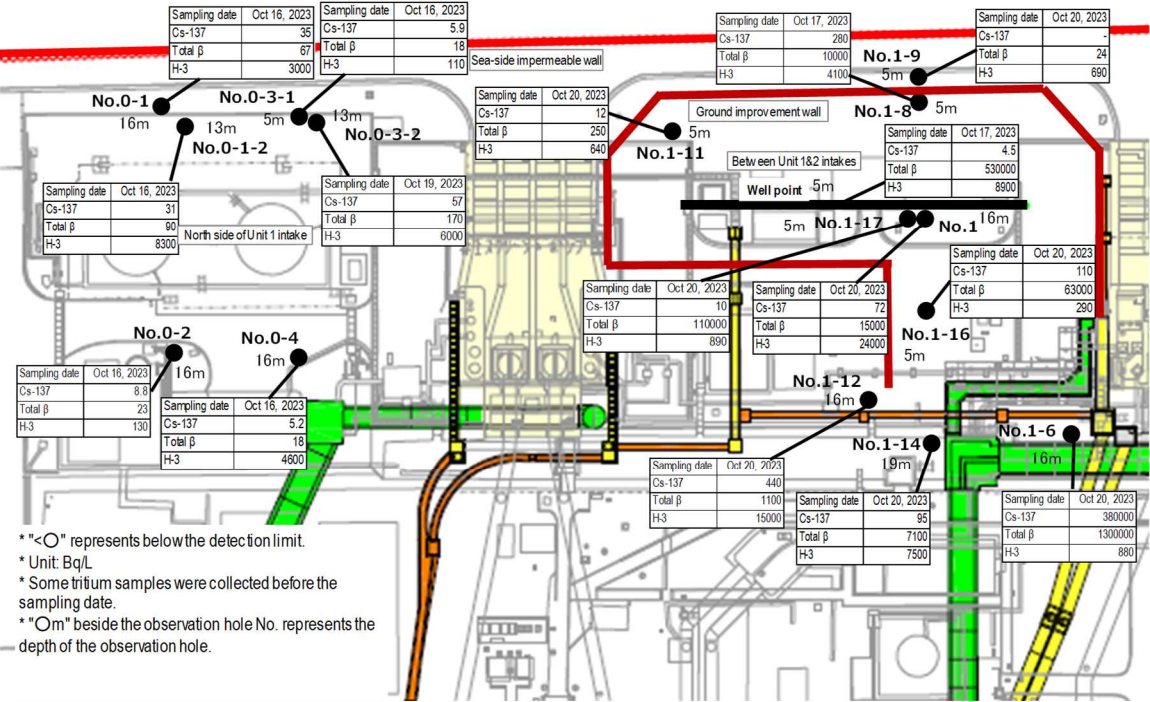 Sampling date Oct 16, 2023
Cs-137 35
Total β 67
H-3 3000
Sampling date Oct 16, 2023
Cs-137 5.9
Total β 18
H-3 110
Sea-side impermeable wall
Sampling date Oct 17, 2023
Cs-137 280
Total β 10000
H-3 4100
Sampling date Oct 20, 2023
Cs-137 -
Total β 24
H-3 690
No.1-9
5m
No.1-8
5m
No.0-1
16m
No.0-3-1
5m
13m
No.0-3-2
13m
No.0-1-2
Sampling date Oct 20, 2023
Cs-137 12
Total β 250
H-3 640
5m
No.1-11
Ground improvement wall
Between Unit 1&2 intakes
Sampling date Oct 17, 2023
Cs-137 4.5
Total β 530000
H-3 8900
Well point
5m
5m
No.1-17
No.1
16m
Sampling date Oct 16, 2023
Cs-137 31
Total β 90
H-3 8300
North side of Unit 1 intake
Sampling date Oct 19, 2023
Cs-137 57
Total β 170
H-3 6000
Sampling date Oct 20, 2023
Cs-137 10
Total β 110000
H-3 890
Sampling date Oct 20, 2023
Cs-137 72
Total β 15000
H-3 24000
Sampling date Oct 20, 2023
Cs-137 110
Total β 63000
H-3 290
No.1-16
5m
No.0-2
16m
No.0-4
16m
Sampling date Oct 16, 2023
Cs-137 8.8
Total β 23
H-3 130
Sampling date Oct 16, 2023
Cs-137 5.2
Total β 18
H-3 4600
No.1-12
16m
No.1-14
19m
No.1-6
16m
Sampling date Oct 20, 2023
Cs-137 440
Total β 1100
H-3 15000
Sampling date Oct 20, 2023
Cs-137 95
Total β 7100
H-3 7500
Sampling date Oct 20, 2023
Cs-137 380000
Total β 1300000
H-3 880
* "<○" represents below the detection limit.
* Unit: Bq/L
* Some tritium samples were collected before the
sampling date.
* "○m" beside the observation hole No. represents the
depth of the observation hole.